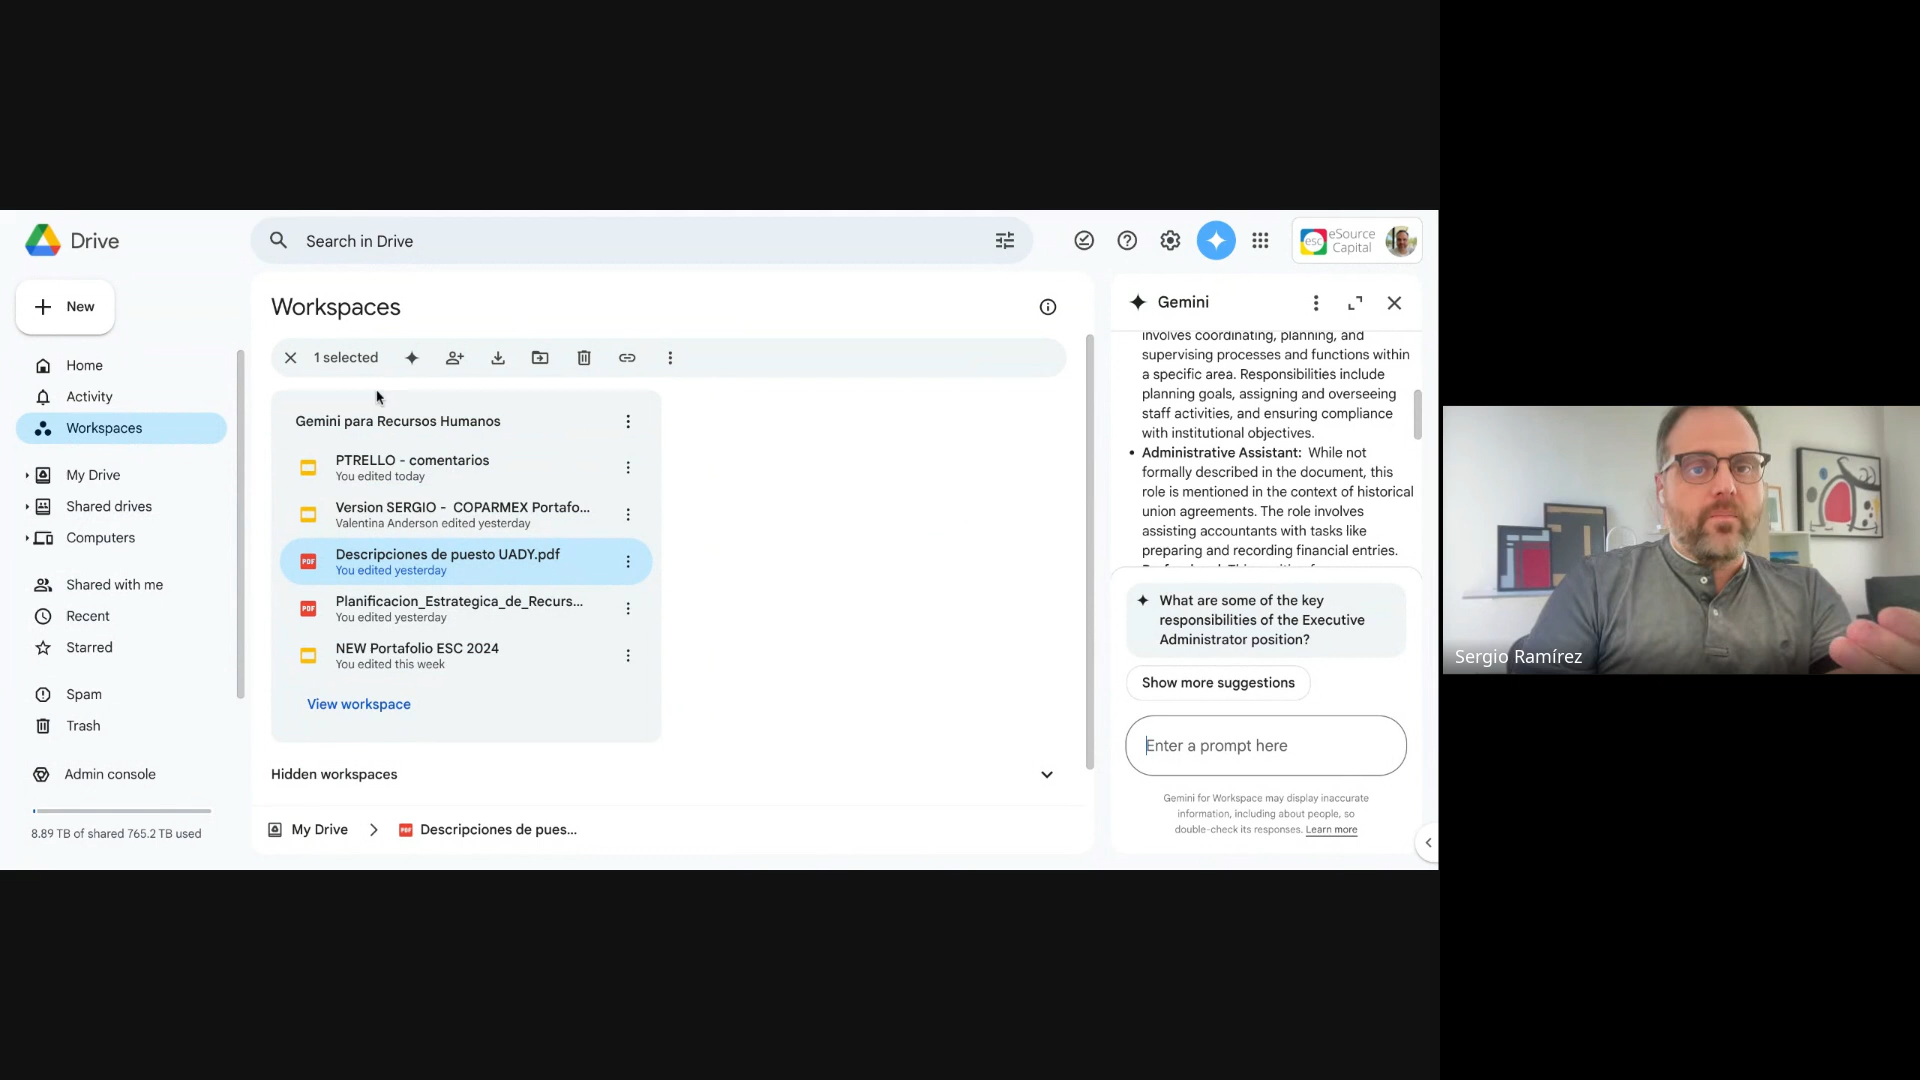 Drive
Search in Drive
esc
eSource
Capital
New
Home
Activity
Workspaces
My Drive
Shared drives
Computers
Shared with me
Recent
Starred
Spam
Trash
Admin console
8.89 TB of shared 765.2 TB used
Workspaces
1 selected
Gemini para Recursos Humanos
PTRELLO - comentarios
You edited today
Version SERGIO - COPARMEX Portafo...
Valentina Anderson edited yesterday
PDF
Descripciones de puesto UADY.pdf
You edited yesterday
PDF
Planificacion_Estrategica_de_Recurs...
You edited yesterday
NEW Portafolio ESC 2024
You edited this week
View workspace
Hidden workspaces
My Drive
PDF
Descripciones de pues...
Gemini
involves coordinating, planning, and
supervising processes and functions within
a specific area. Responsibilities include
planning goals, assigning and overseeing
staff activities, and ensuring compliance
with institutional objectives.
• Administrative Assistant: While not
formally described in the document, this
role is mentioned in the context of historical
union agreements. The role involves
assisting accountants with tasks like
preparing and recording financial entries.
What are some of the key
responsibilities of the Executive
Administrator position?
Show more suggestions
Enter a prompt here
Gemini for Workspace may display inaccurate
information, including about people, so
double-check its responses. Learn more
Sergio Ramírez